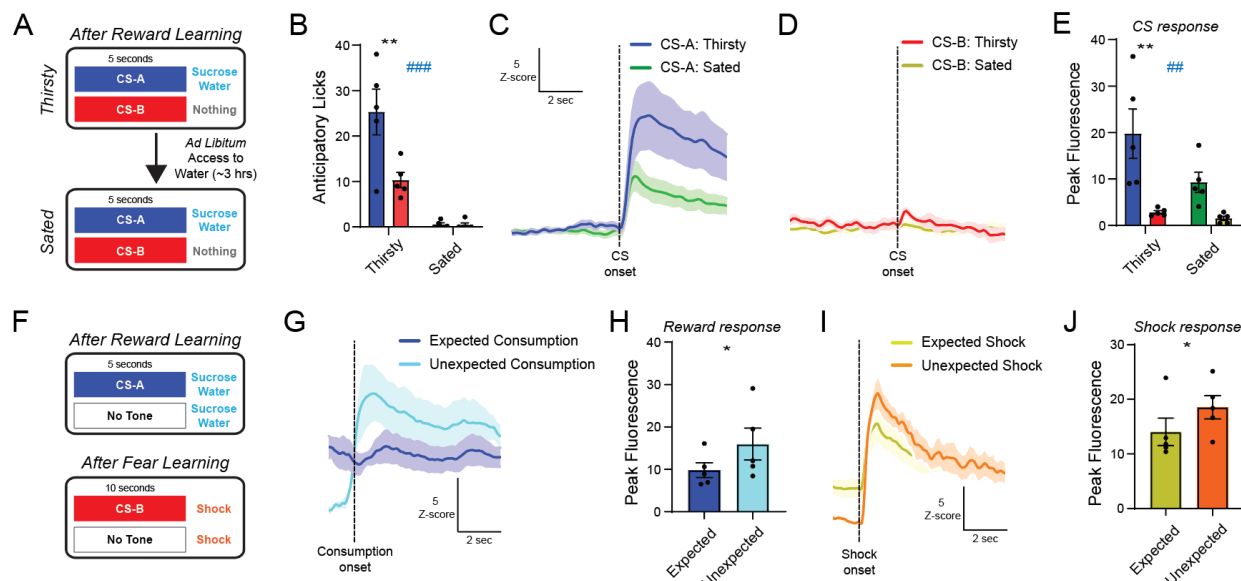 A
After Reward Learning
Thirsty
5 seconds
CS-A
Sucrose
Water
CS-B
Nothing
Ad Libitum
Access to
Water (~3 hrs)
Sated
5 seconds
CS-A
Sucrose
Water
CS-B
Nothing
B
Anticipatory Licks
40
30
20
10
0
**
###
Thirsty
Sated
C
5
Z-score
2 sec
CS-A: Thirsty
CS-A: Sated
CS
onset
D
CS-B: Thirsty
CS-B: Sated
CS
onset
E
CS response
Peak Fluorescence
40
30
20
10
0
**
##
Thirsty
Sated
F
After Reward Learning
5 seconds
CS-A
Sucrose
Water
No Tone
Sucrose
Water
After Fear Learning
10 seconds
CS-B
Shock
No Tone
Shock
G
Expected Consumption
Unexpected Consumption
5
Z-score
2 sec
Consumption
onset
H
Reward response
Peak Fluorescence
40
30
20
10
0
*
Expected
Unexpected
I
Expected Shock
Unexpected Shock
5
Z-score
2 sec
Shock
onset
J
Shock response
Peak Fluorescence
30
20
10
0
*
Expected
Unexpected